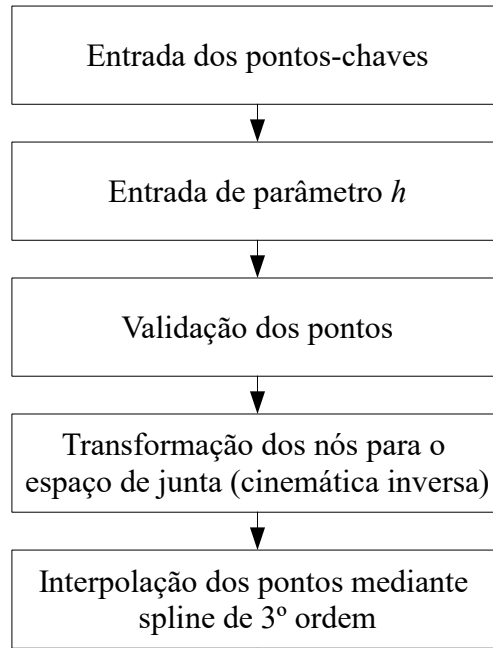 Entrada dos pontos-chaves
Entrada de parâmetro h
Validação dos pontos
Transformação dos nós para o
espaço de junta (cinemática inversa)
Interpolação dos pontos mediante
spline de 3º ordem